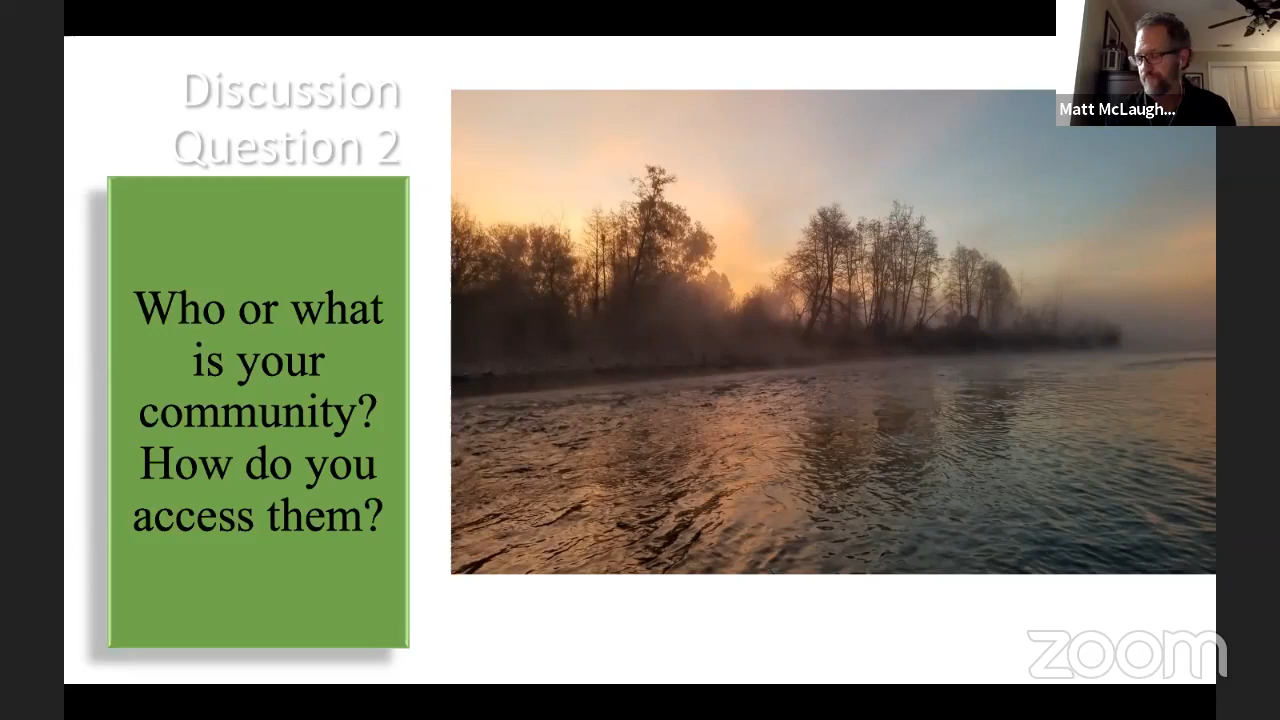 Discussion
Question 2
Who or what
is your
community?
How do you
access them?
Matt McLaugh...
zoom